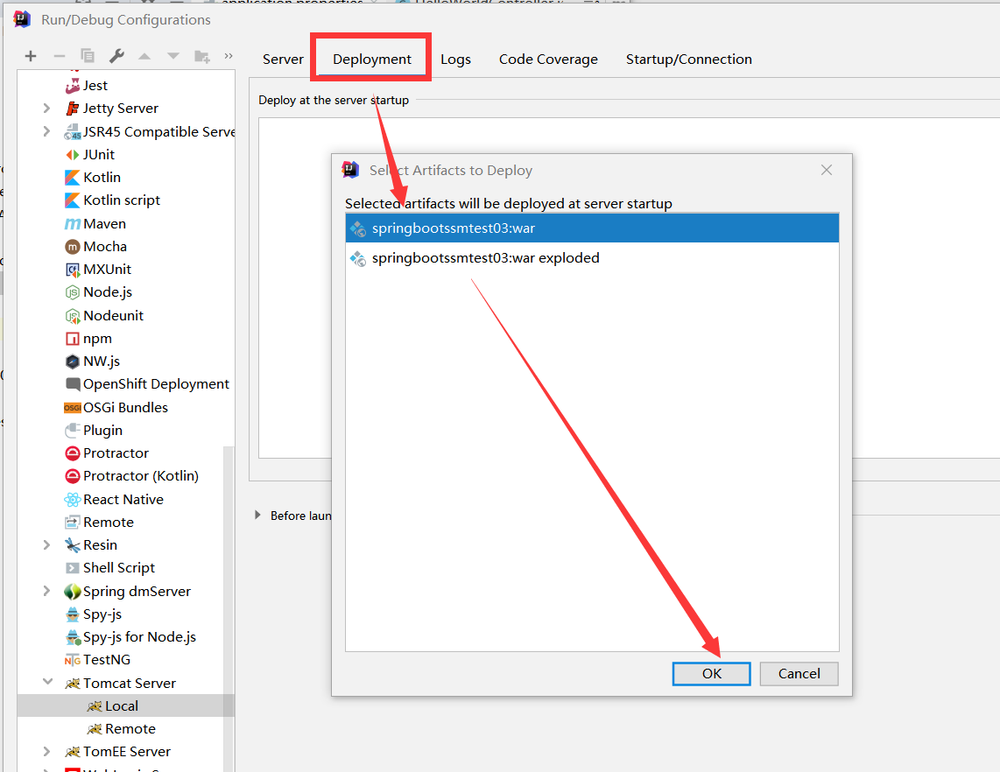 application.properties
Run/Debug Configurations
Server
Deployment
Logs
Code Coverage
Startup/Connection
Deploy at the server startup
Jest
Jetty Server
JSR45 Compatible Serve
JUnit
Kotlin
Kotlin script
Maven
Mocha
MXUnit
Node.js
Nodeunit
npm
NW.js
OpenShift Deployment
OSGi Bundles
Plugin
Protractor
Protractor (Kotlin)
React Native
Remote
Resin
Shell Script
Spring dmServer
Spy-js
Spy-js for Node.js
TestNG
Tomcat Server
Local
Remote
TomEE Server
Select Artifacts to Deploy
Selected artifacts will be deployed at server startup
springbootssmtest03:war
springbootssmtest03:war exploded
Before laun
OK
Cancel